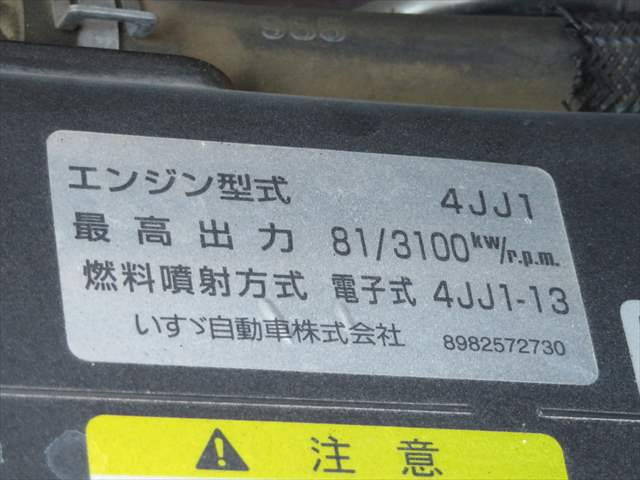 985
エンジン型式 4JJ1
最高出力 81/3100kW/r.p.m.
燃料噴射方式 電子式 4JJ1-13
いすゞ自動車株式会社 8982572730
注意